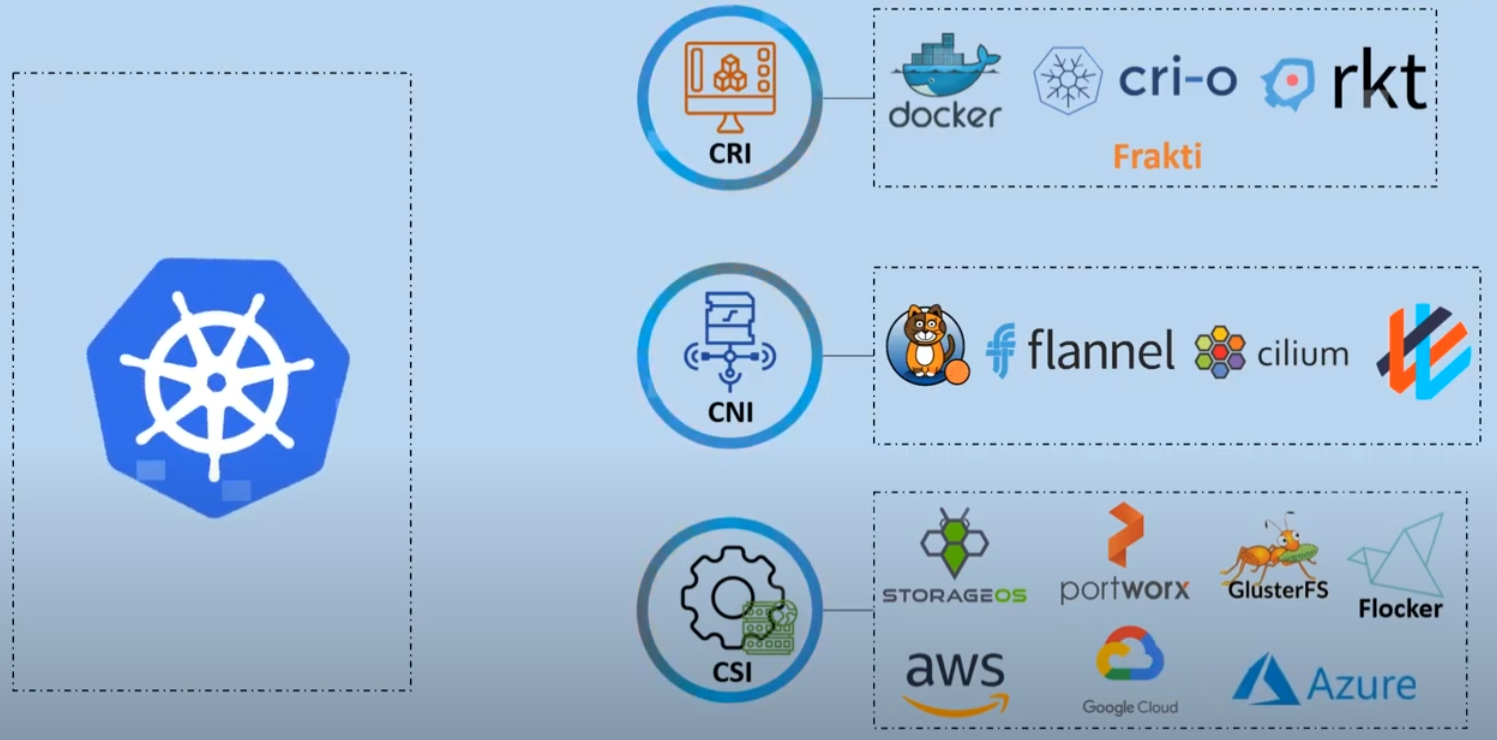 CRI
docker
cri-o
rkt
Frakti
CNI
flannel
cilium
CSI
STORAGEOS
portworx
GlusterFS
Flocker
aws
Google Cloud
Azure